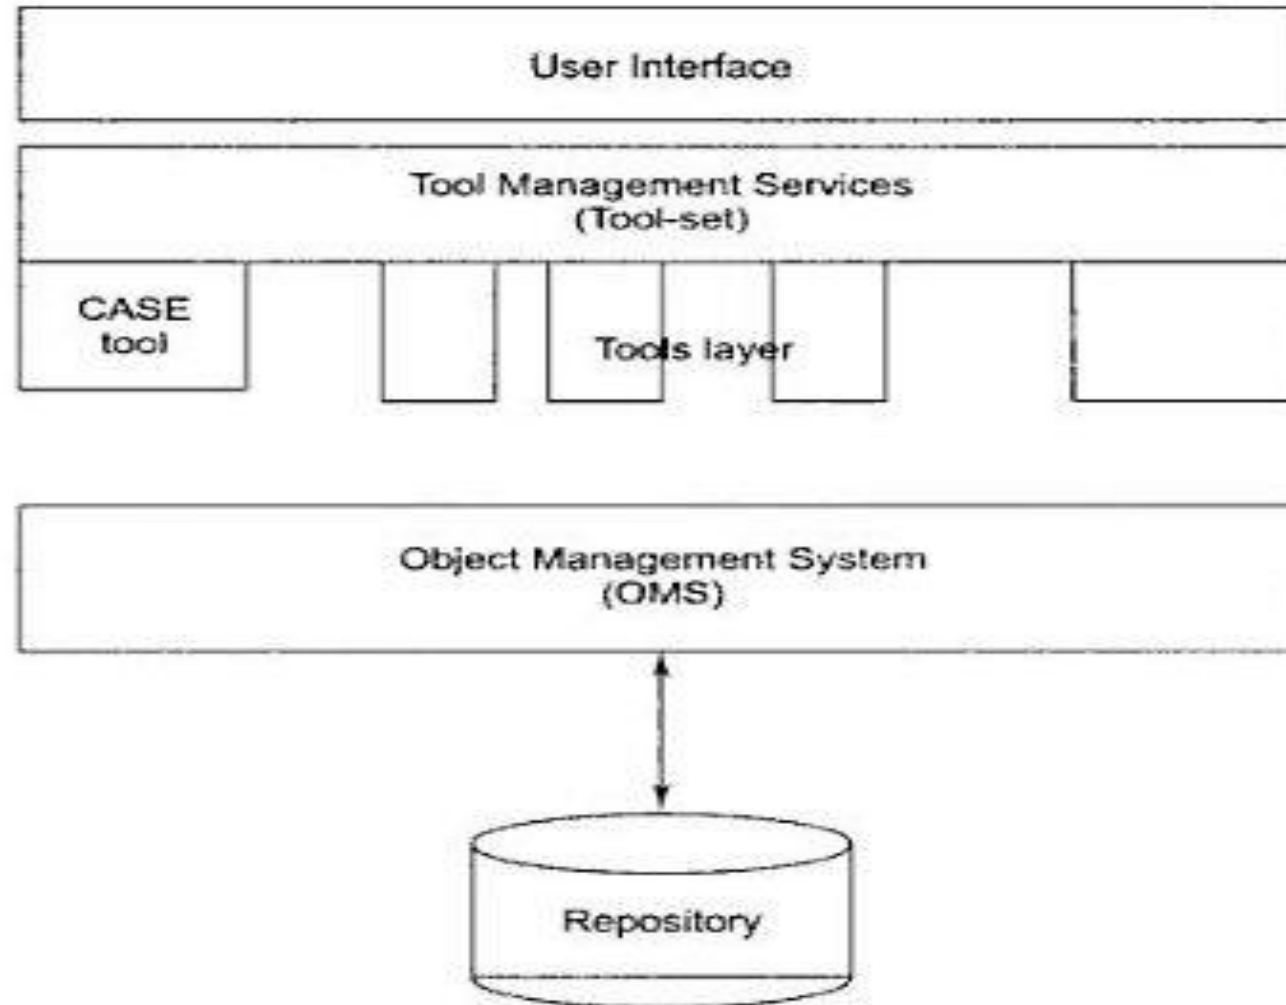 User Interface
Tool Management Services
(Tool-set)
CASE
tool
Tools layer
Object Management System
(OMS)
Repository